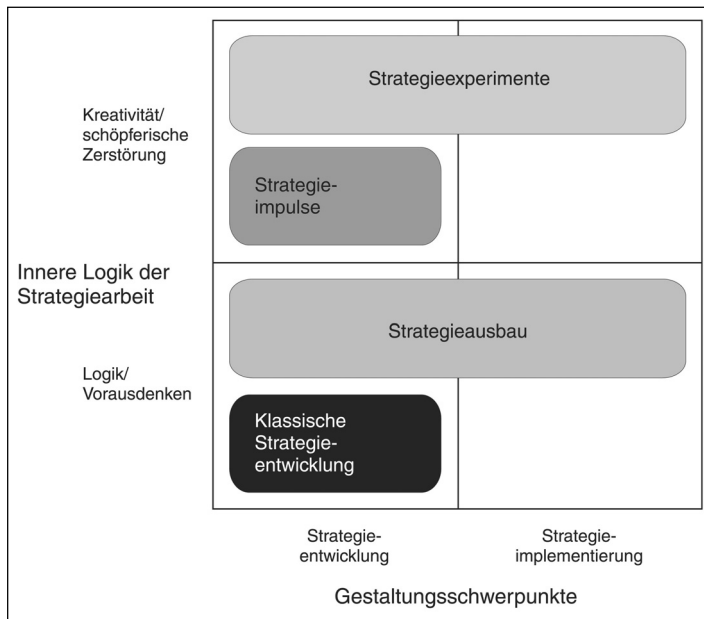 Strategieexperimente
Kreativität/
schöpferische
Zerstörung
Strategie-
impulse
Innere Logik der
Strategiearbeit
Strategieausbau
Logik/
Vorausdenken
Klassische
Strategie-
entwicklung
Strategie-
entwicklung
Strategie-
implementierung
Gestaltungsschwerpunkte